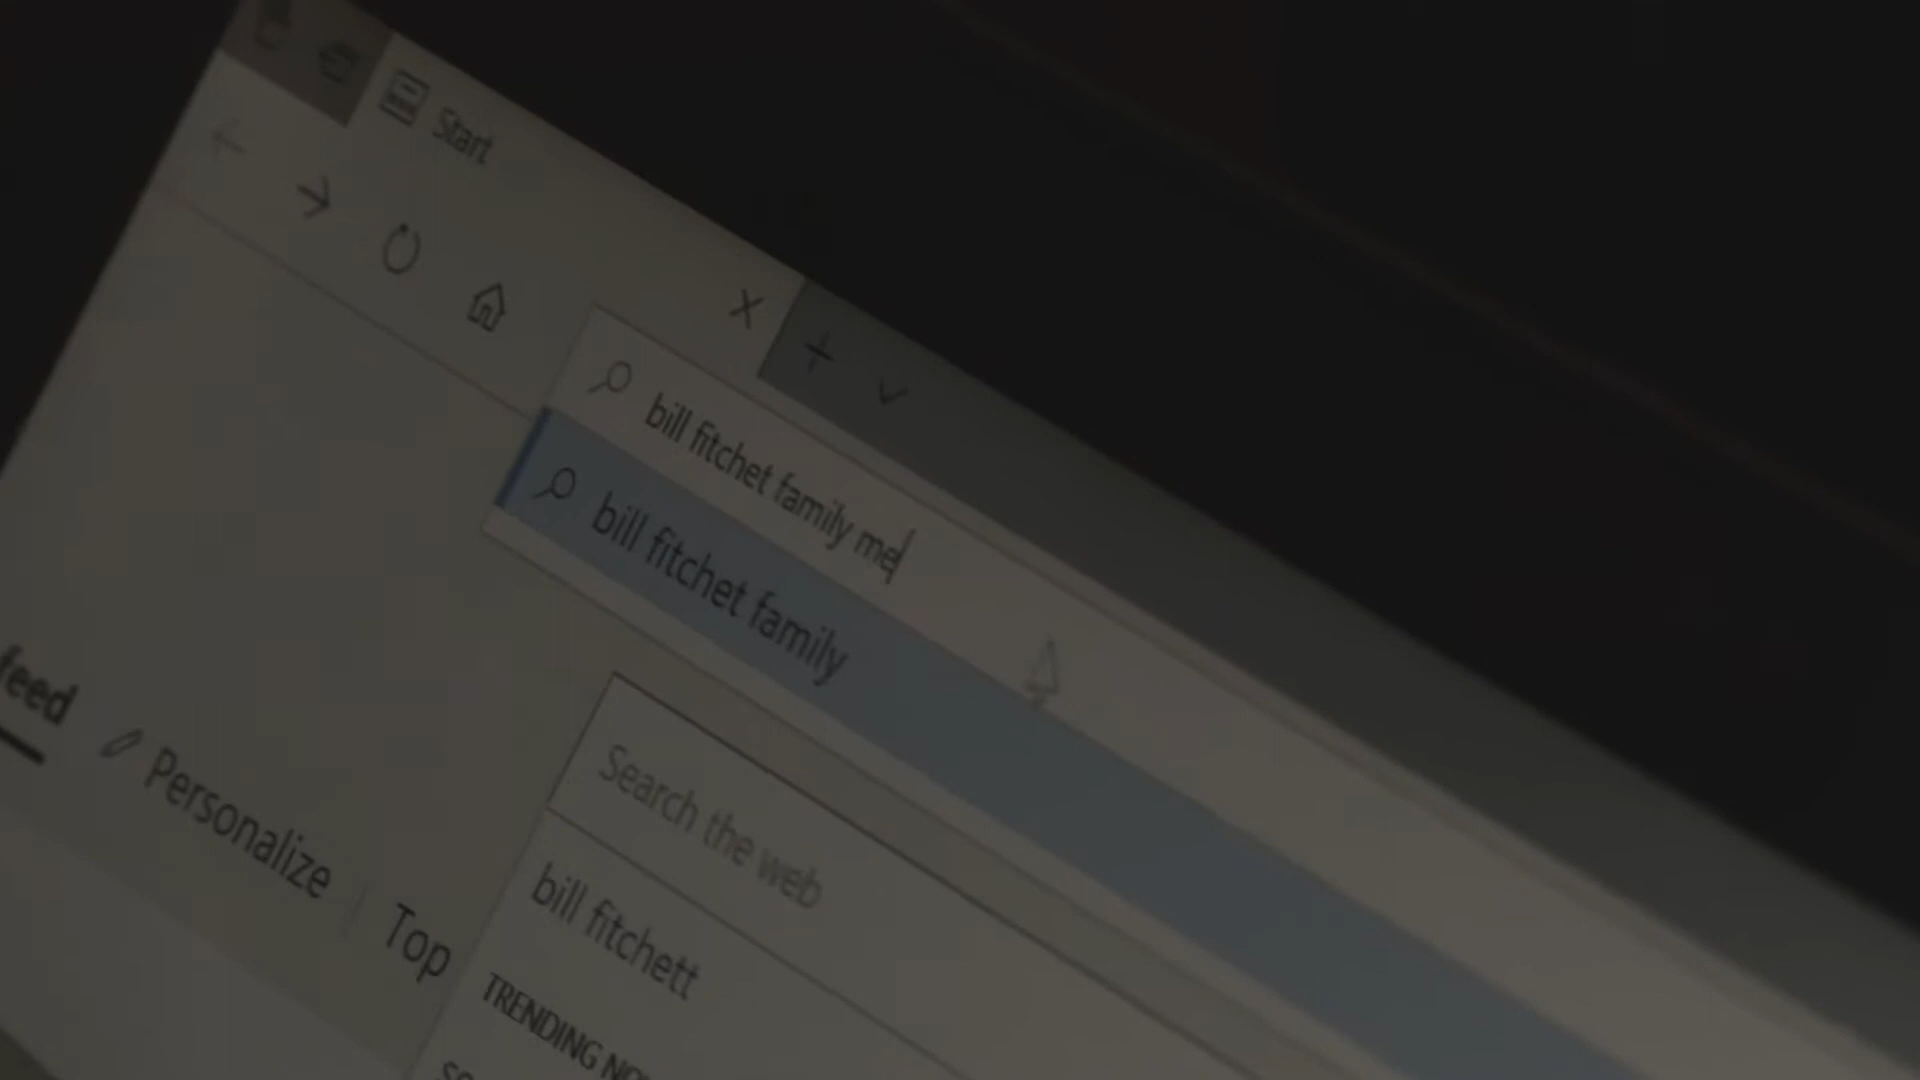 Start
bill fitchet family me
bill fitchet family
feed
Personalize
Top
Search the web
bill fitchett
TRENDING